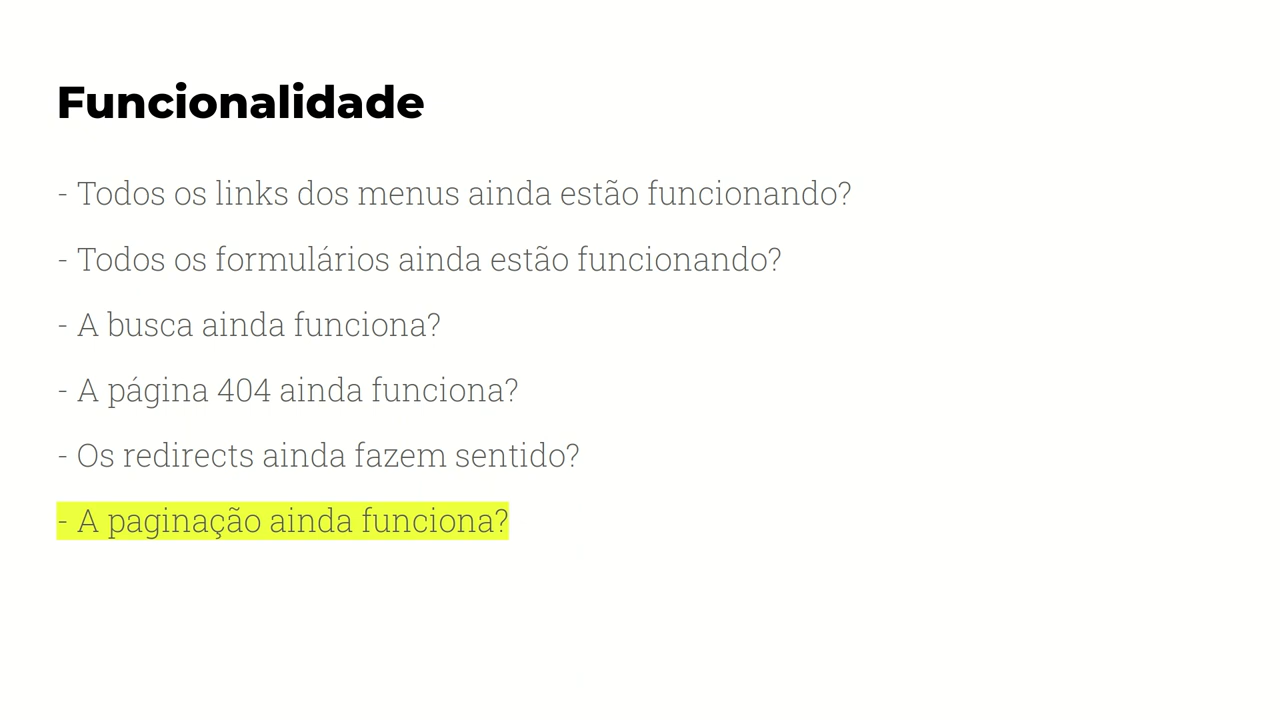 Funcionalidade
- Todos os links dos menus ainda estão funcionando?
- Todos os formulários ainda estão funcionando?
- A busca ainda funciona?
- A página 404 ainda funciona?
- Os redirects ainda fazem sentido?
- A paginação ainda funciona?